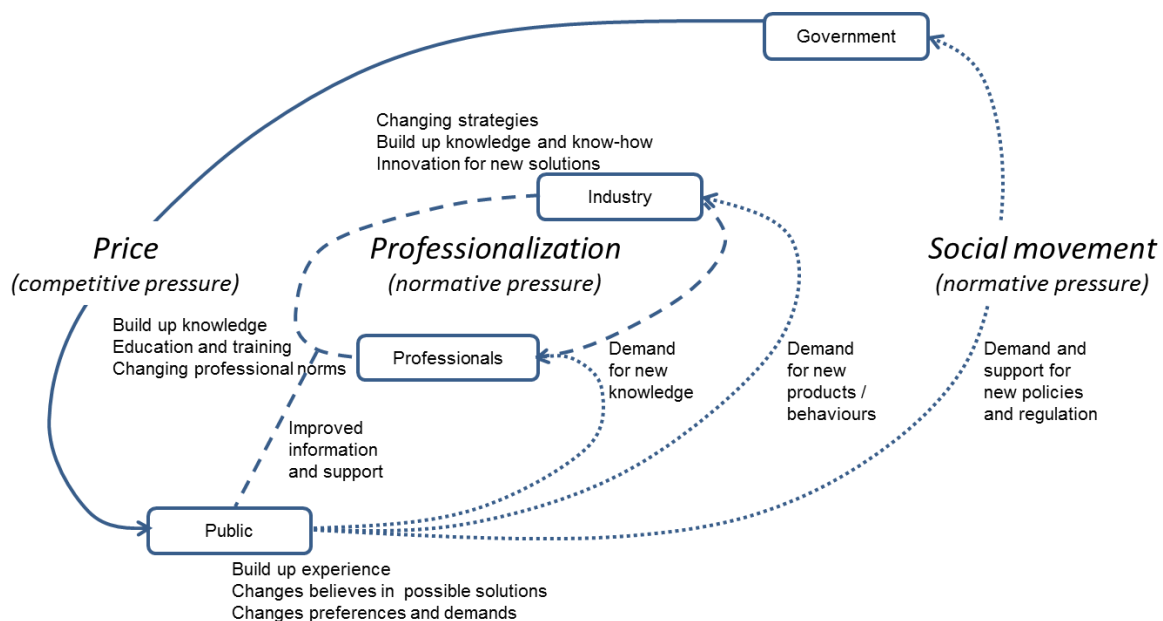 Government
Changing strategies
Build up knowledge and know-how
Innovation for new solutions
Industry
Price
(competitive pressure)
Professionalization
(normative pressure)
Social movement
(normative pressure)
Build up knowledge
Education and training
Changing professional norms
Professionals
Demand
for new
knowledge
Demand
for new
products /
behaviours
Demand and
support for
new policies
and regulation
Improved
information
and support
Public
Build up experience
Changes believes in possible solutions
Changes preferences and demands